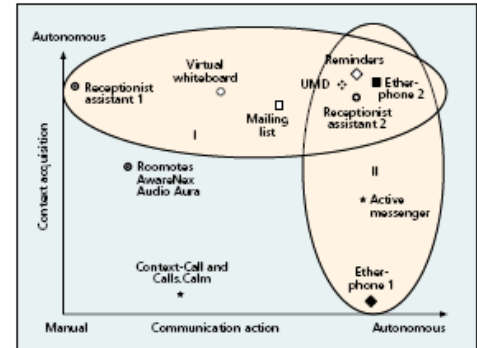 Autonomous
Reminders
Virtual
whiteboard
UMD
Ether-
phone 2
Receptionist
assistant 1
Mailing
list
Receptionist
assistant 2
I
Roomotes
AwareNex
Audio Aura
II
Active
messenger
Context acquisition
Context-Call and
Calls.Calm
Ether-
phone 1
Manual
Communication action
Autonomous